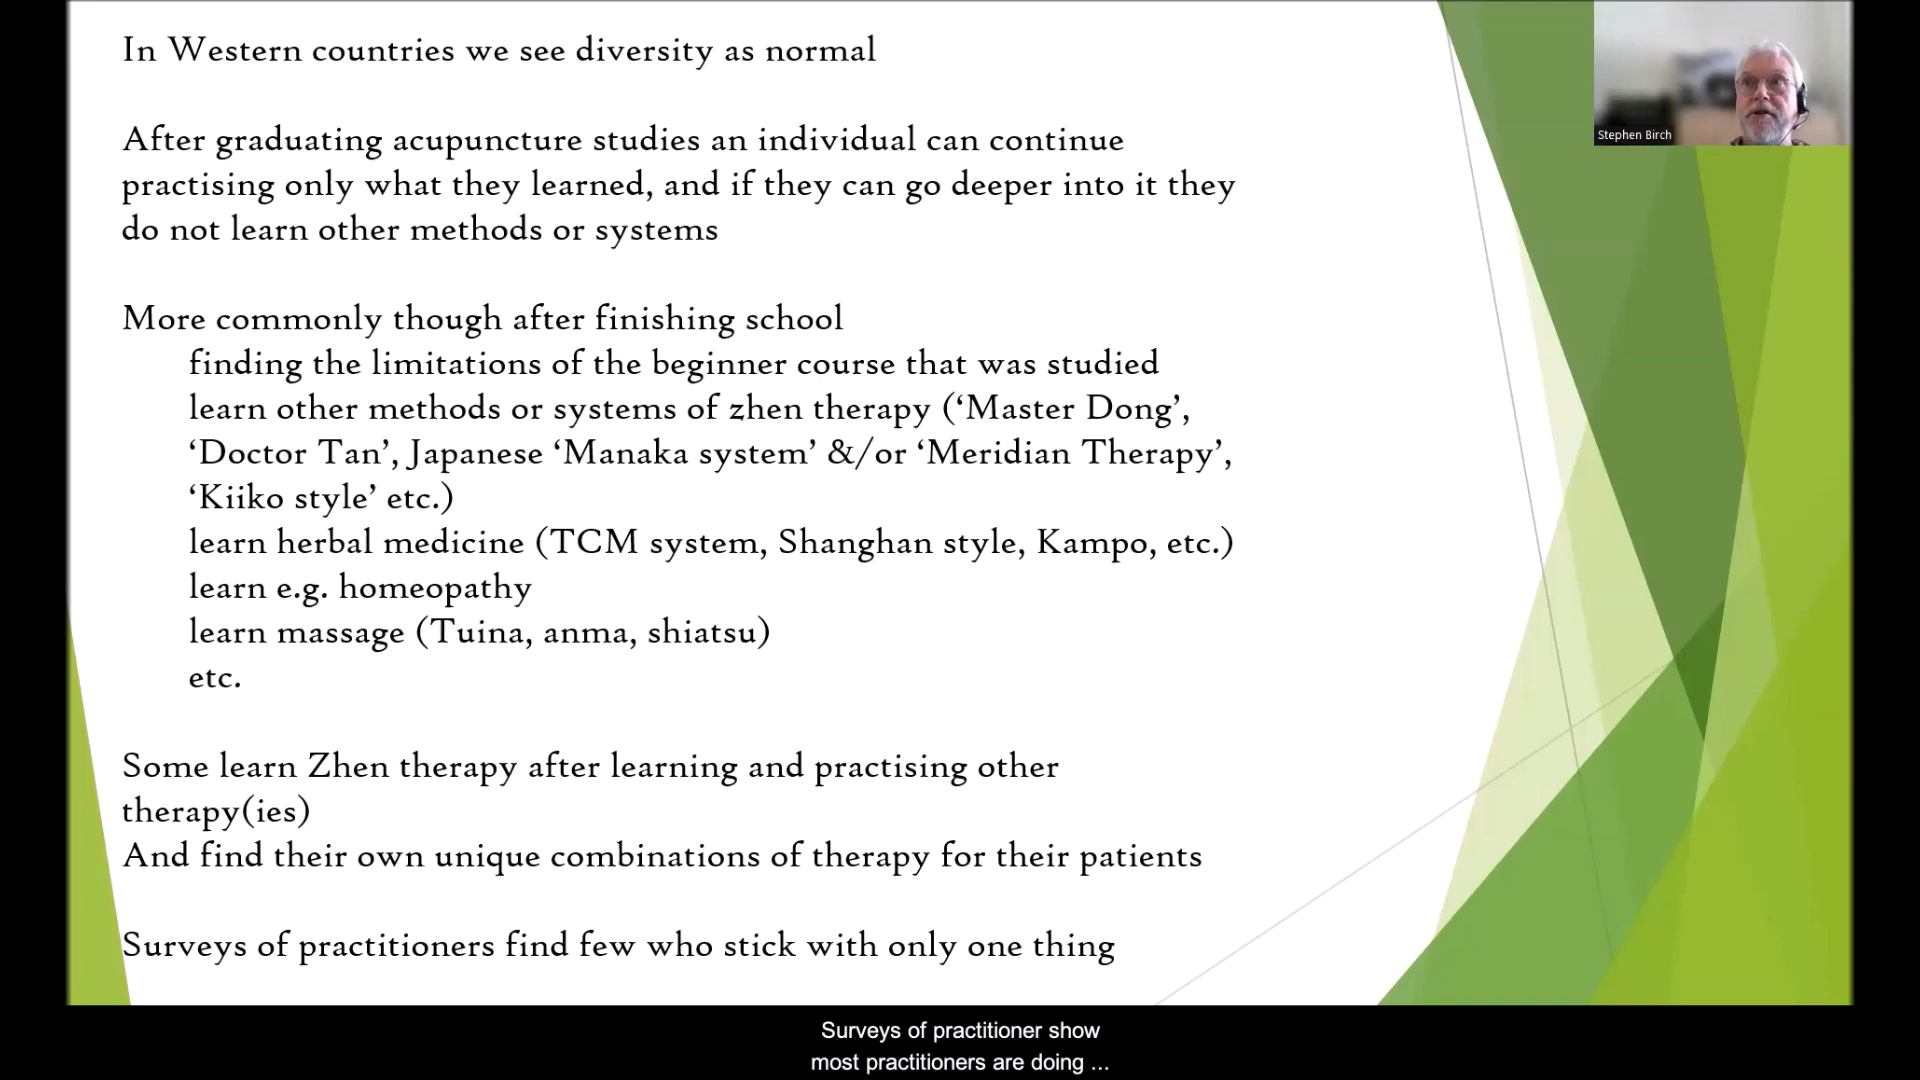 In Western countries we see diversity as normal
After graduating acupuncture studies an individual can continue
practising only what they learned, and if they can go deeper into it they
do not learn other methods or systems
More commonly though after finishing school
finding the limitations of the beginner course that was studied
learn other methods or systems of zhen therapy (‘Master Dong’,
‘Doctor Tan’, Japanese ‘Manaka system’ &/or ‘Meridian Therapy’,
‘Kiiko style’ etc.)
learn herbal medicine (TCM system, Shanghan style, Kampo, etc.)
learn e.g. homeopathy
learn massage (Tuina, anma, shiatsu)
etc.
Some learn Zhen therapy after learning and practising other
therapy(ies)
And find their own unique combinations of therapy for their patients
Surveys of practitioners find few who stick with only one thing
Stephen Birch
Surveys of practitioner show
most practitioners are doing ...